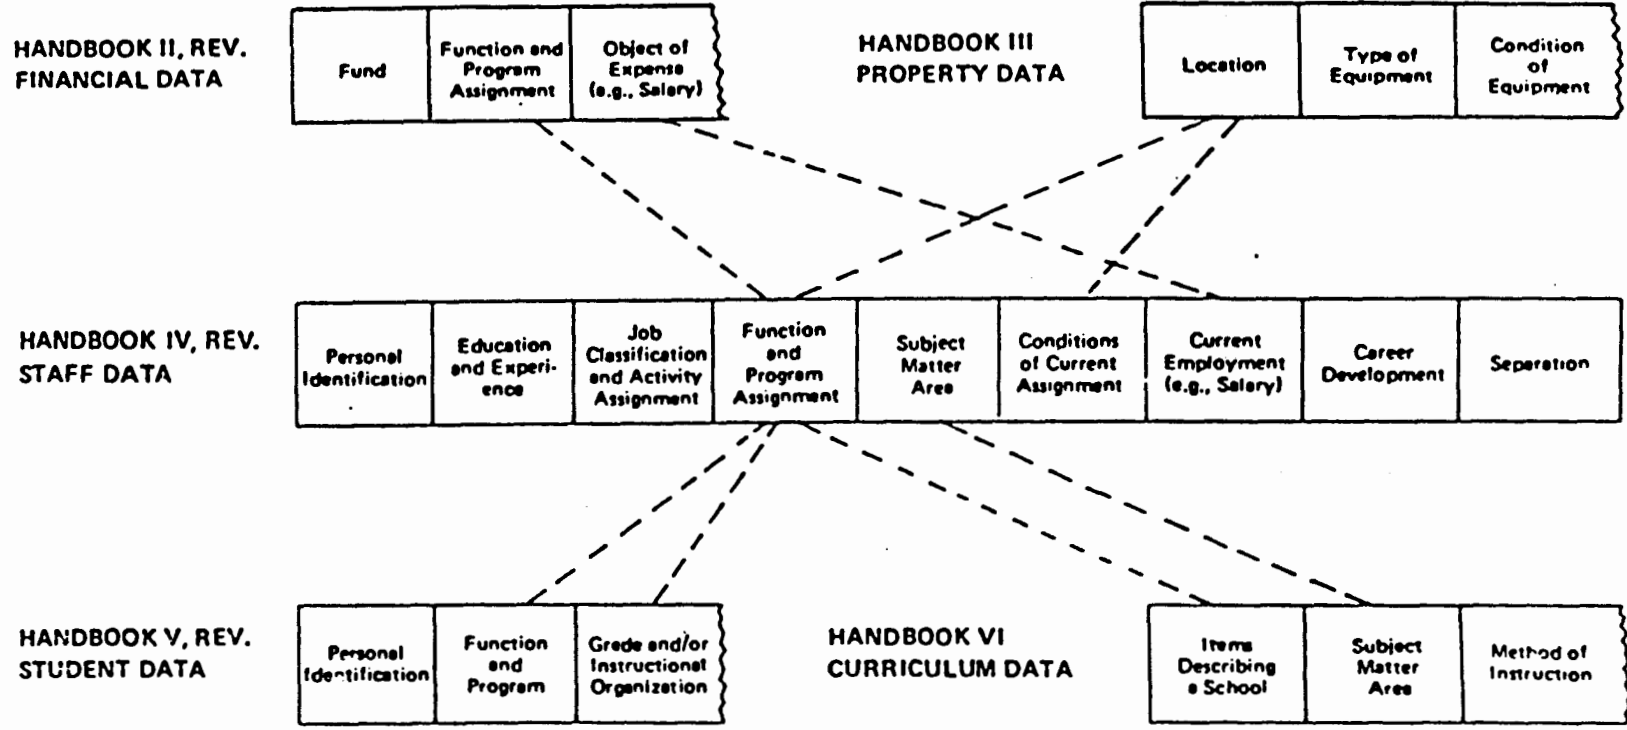 HANDBOOK II, REV.
FINANCIAL DATA
Fund
Function and
Program
Assignment
Object of
Expense
(e.g., Salary)
HANDBOOK III
PROPERTY DATA
Location
Type of
Equipment
Condition
of
Equipment
HANDBOOK IV, REV.
STAFF DATA
Personal
Identification
Education
and Experi-
ence
Job
Classification
and Activity
Assignment
Function
and
Program
Assignment
Subject
Matter
Area
Conditions
of Current
Assignment
Current
Employment
(e.g., Salary)
Career
Development
Separation
HANDBOOK V, REV.
STUDENT DATA
Personal
Identification
Function
and
Program
Grade and/or
Instructional
Organization
HANDBOOK VI
CURRICULUM DATA
Items
Describing
a School
Subject
Matter
Area
Method of
Instruction